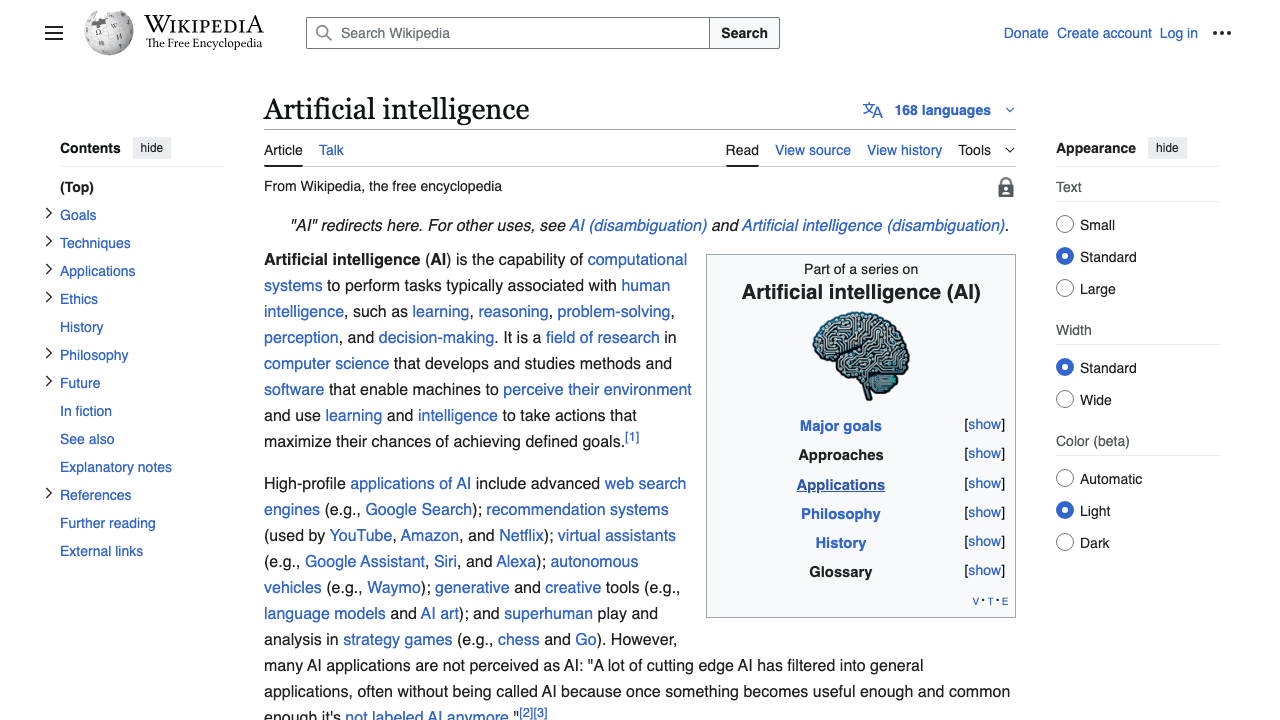 WIKIPEDIA
The Free Encyclopedia
Search Wikipedia
Search
Donate Create account Log in
Contents hide
(Top)
Goals
Techniques
Applications
Ethics
History
Philosophy
Future
In fiction
See also
Explanatory notes
References
Further reading
External links
Artificial intelligence
168 languages
Article Talk
Read View source View history Tools
From Wikipedia, the free encyclopedia
"AI" redirects here. For other uses, see AI (disambiguation) and Artificial intelligence (disambiguation).
Artificial intelligence (AI) is the capability of computational
systems to perform tasks typically associated with human
intelligence, such as learning, reasoning, problem-solving,
perception, and decision-making. It is a field of research in
computer science that develops and studies methods and
software that enable machines to perceive their environment
and use learning and intelligence to take actions that
maximize their chances of achieving defined goals.[1]
High-profile applications of AI include advanced web search
engines (e.g., Google Search); recommendation systems
(used by YouTube, Amazon, and Netflix); virtual assistants
(e.g., Google Assistant, Siri, and Alexa); autonomous
vehicles (e.g., Waymo); generative and creative tools (e.g.,
language models and AI art); and superhuman play and
analysis in strategy games (e.g., chess and Go). However,
many AI applications are not perceived as AI: "A lot of cutting edge AI has filtered into general
applications, often without being called AI because once something becomes useful enough and common
enough it's not labeled AI anymore."[2][3]
Part of a series on
Artificial intelligence (AI)
Major goals [show]
Approaches [show]
Applications [show]
Philosophy [show]
History [show]
Glossary [show]
V · T · E
Appearance hide
Text
Small
Standard
Large
Width
Standard
Wide
Color (beta)
Automatic
Light
Dark